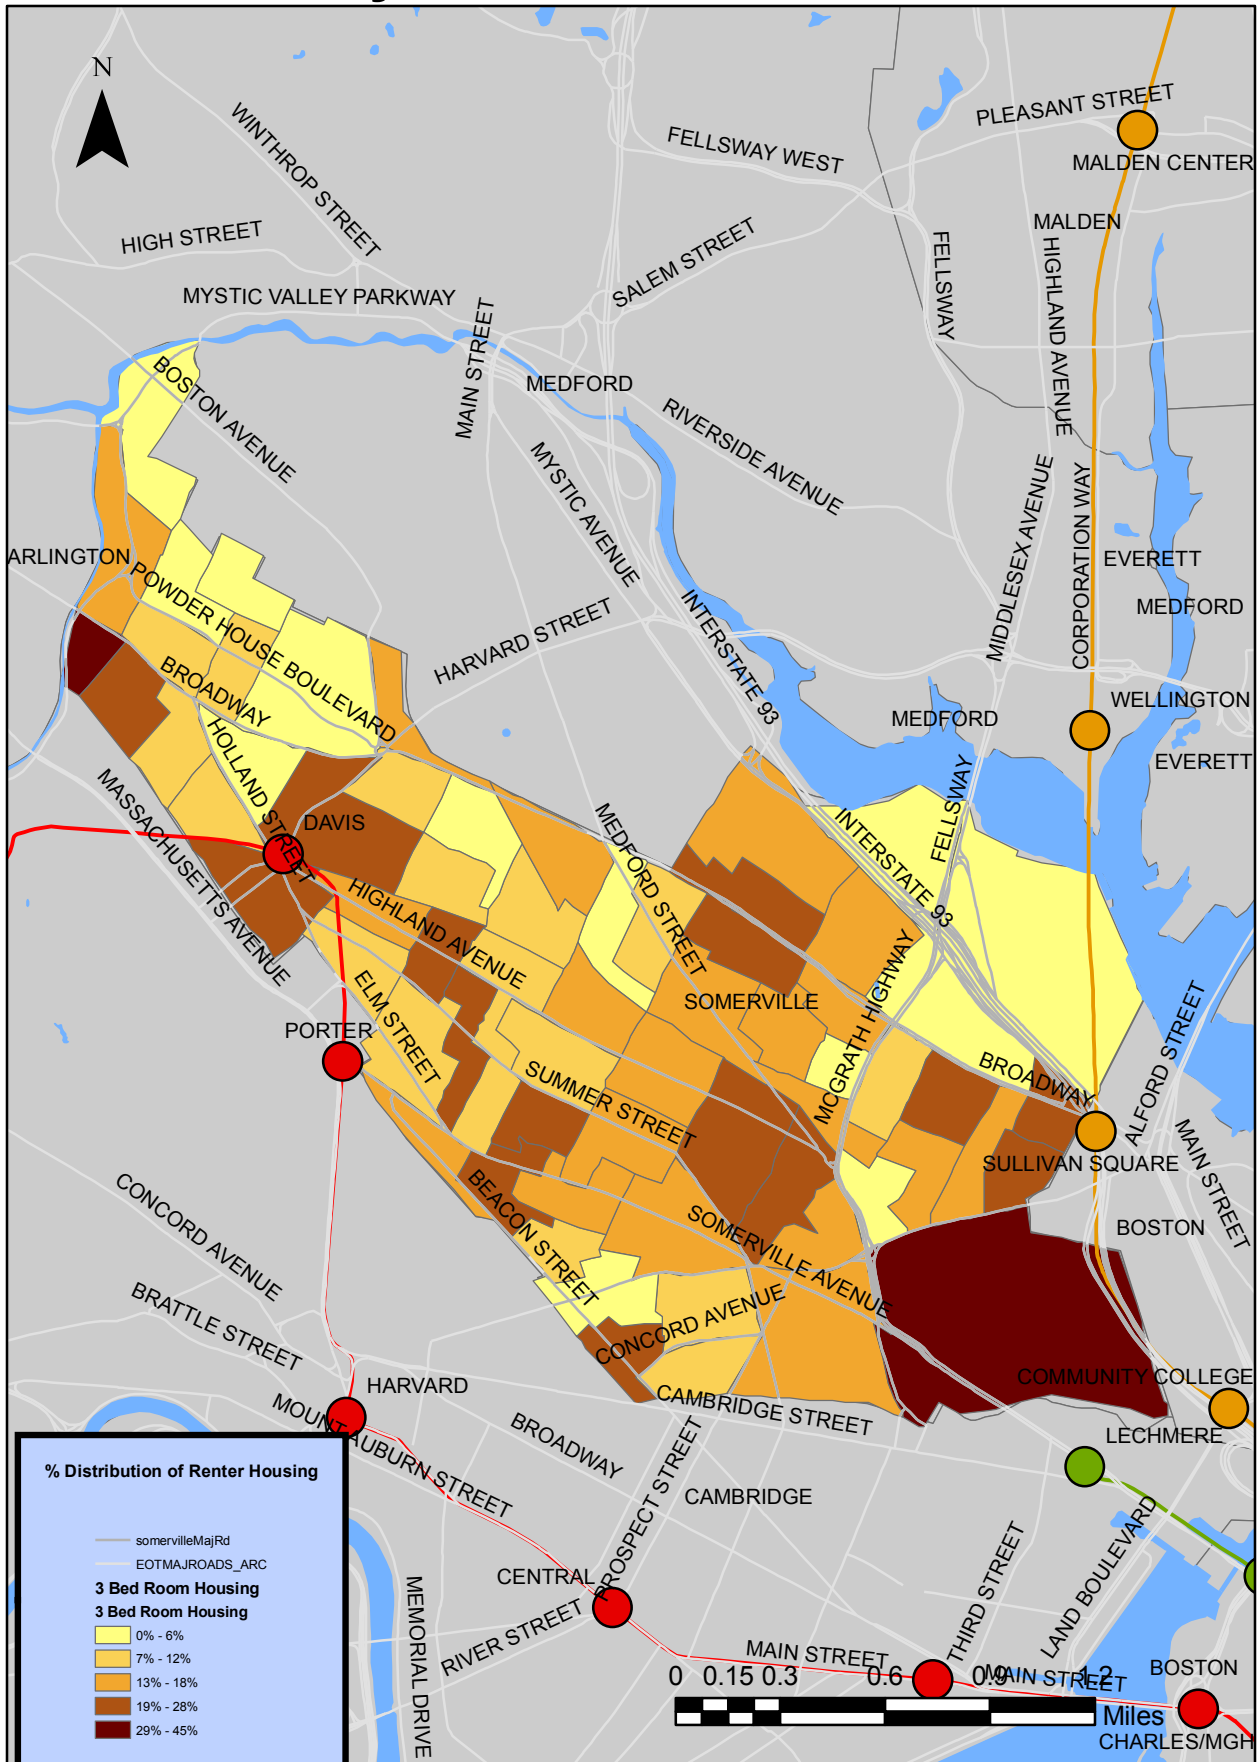 N
PLEASANT STREET
MALDEN CENTER
FELLSWAY WEST
WINTHROP STREET
MALDEN
HIGH STREET
SALEM STREET
FELLSWAY
HIGHLAND AVENUE
MYSTIC VALLEY PARKWAY
MAIN STREET
MEDFORD
BOSTON AVENUE
RIVERSIDE AVENUE
MYSTIC AVENUE
MIDDLESEX AVENUE
CORPORATION WAY
ARLINGTON
EVERETT
POWDER HOUSE BOULEVARD
MEDFORD
HARVARD STREET
INTERSTATE 93
BROADWAY
WELLINGTON
MEDFORD
HOLLAND STREET
EVERETT
MASSACHUSETTS AVENUE
DAVIS
MEDFORD STREET
INTERSTATE 93
FELLSWAY
HIGHLAND AVENUE
SOMERVILLE
MCGRATH HIGHWAY
ELM STREET
PORTER
ALFORD STREET
BROADWAY
SUMMER STREET
MAIN STREET
SULLIVAN SQUARE
BEACON STREET
SOMERVILLE AVENUE
BOSTON
CONCORD AVENUE
BRATTLE STREET
CONCORD AVENUE
COMMUNITY COLLEGE
HARVARD
CAMBRIDGE STREET
MOUNT AUBURN STREET
BROADWAY
LECHMERE
PROSPECT STREET
CAMBRIDGE
THIRD STREET
LAND BOULEVARD
CENTRAL
MEMORIAL DRIVE
RIVER STREET
MAIN STREET
MAIN STREET
BOSTON
CHARLES/MGH
0 0.15 0.3 0.6 0.9 1.2
Miles
% Distribution of Renter Housing
somervilleMajRd
EOTMAJROADS_ARC
3 Bed Room Housing
3 Bed Room Housing
0% - 6%
7% - 12%
13% - 18%
19% - 28%
29% - 45%